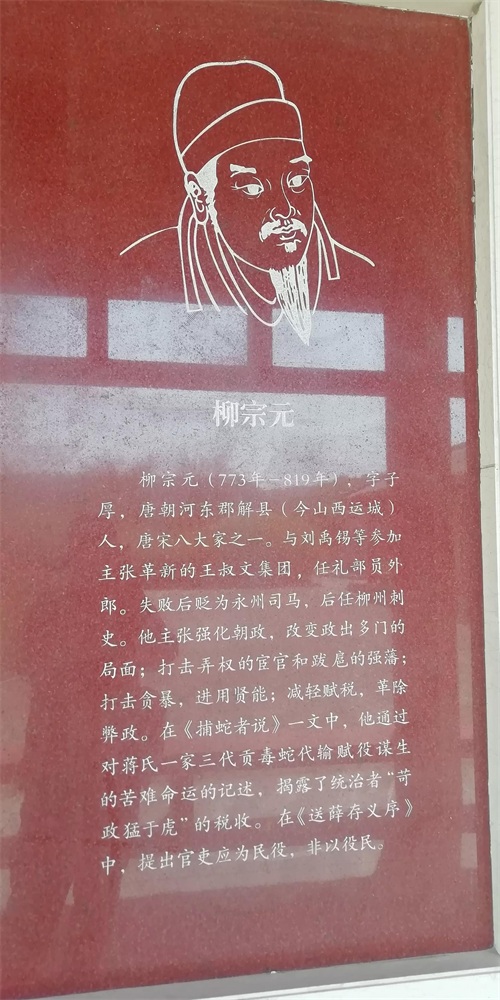 柳宗元
柳宗元（773年－819年），字子
厚，唐朝河东郡解县（今山西运城）
人，唐宋八大家之一。与刘禹锡等参加
主张革新的王叔文集团，任礼部员外
郎。失败后贬为永州司马，后任柳州刺
史。他主张强化朝政，改变政出多门的
局面；打击弄权的宦官和跋扈的强藩；
打击贪暴，进用贤能；减轻赋税，革除
弊政。在《捕蛇者说》一文中，他通过
对蒋氏一家三代贡毒蛇代输赋役谋生
的苦难命运的记述，揭露了统治者“苛
政猛于虎”的税收。在《送薛存义序》
中，提出官吏应为民役，非以役民。